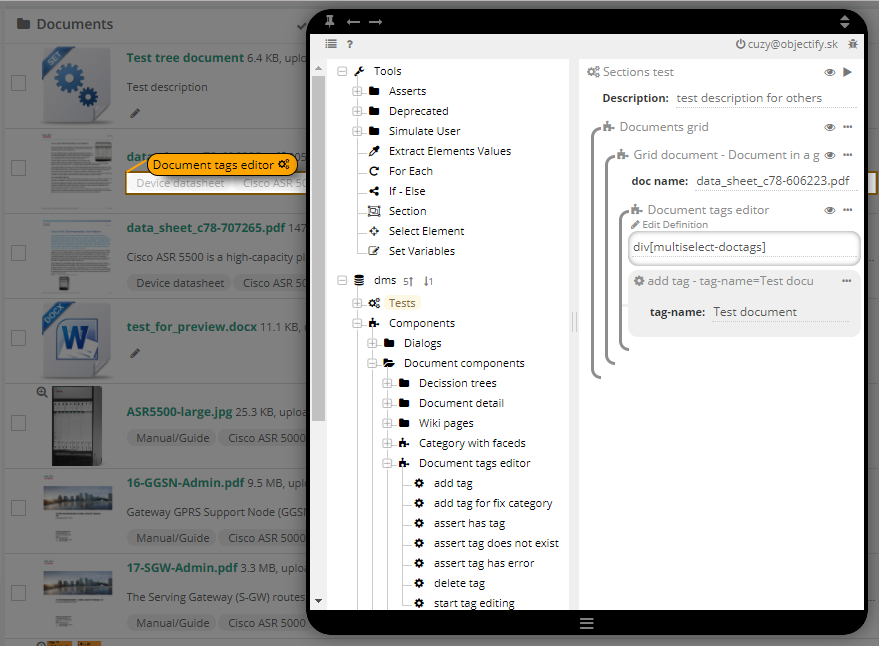 Documents
Test tree document 6.4 KB, uplo
Test description
SET
dat
Document tags editor
Device datasheet Cisco ASR 50
data_sheet_c78-707265.pdf 147
Cisco ASR 5500 is a high-capacity pl
Device datasheet Cisco ASR 500
DOCX
test_for_preview.docx 11.1 KB,
ASR5500-large.jpg 25.3 KB, uploa
Manual/Guide Cisco ASR 5000
16-GGSN-Admin.pdf 9.5 MB, uplo
Gateway GPRS Support Node (GGSN
Manual/Guide Cisco ASR 5000
17-SGW-Admin.pdf 3.3 MB, upload
The Serving Gateway (S-GW) routes
Manual/Guide Cisco ASR 5000
?
cuzy@objectify.sk
Tools
Asserts
Deprecated
Simulate User
Extract Elements Values
For Each
If - Else
Section
Select Element
Set Variables
dms 5 1
Tests
Components
Dialogs
Document components
Decission trees
Document detail
Wiki pages
Category with faceds
Document tags editor
add tag
add tag for fix category
assert has tag
assert tag does not exist
assert tag has error
delete tag
start tag editing
Sections test
Description: test description for others
Documents grid
Grid document - Document in a g
doc name: data_sheet_c78-606223.pdf
Document tags editor
Edit Definition
div[multiselect-doctags]
add tag - tag-name=Test docu
tag-name: Test document